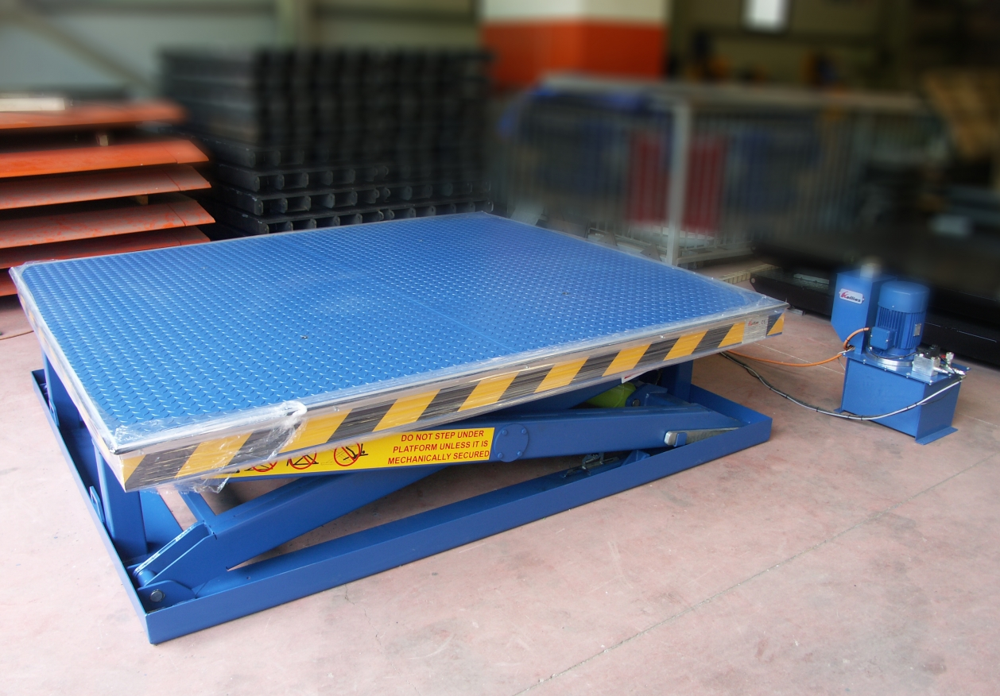 DO NOT STEP UNDER
PLATFORM UNLESS IT IS
MECHANICALLY SECURED